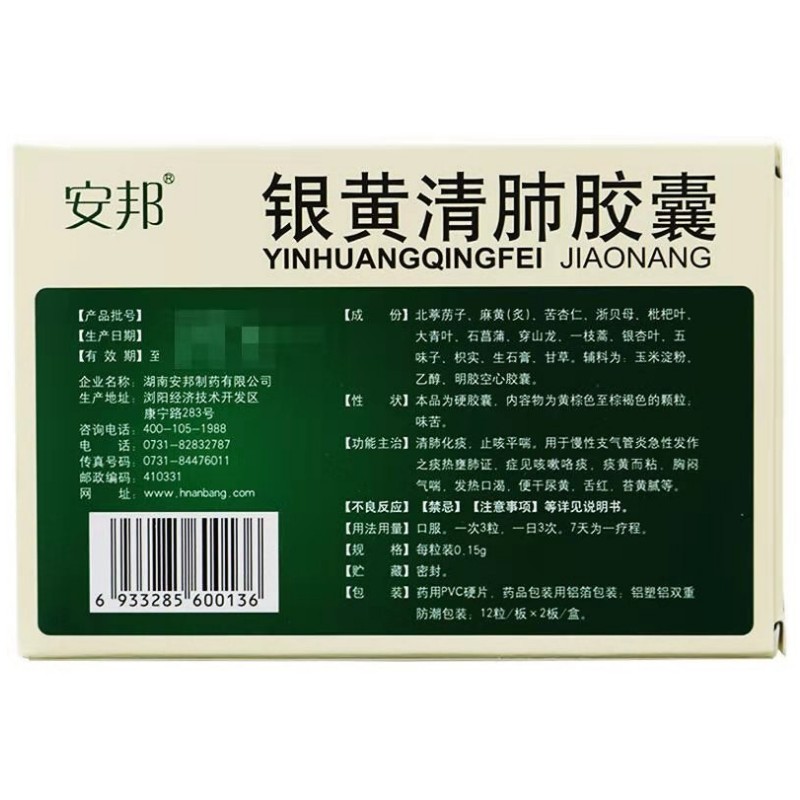 安邦®
银黄清肺胶囊
YINHUANGQINGFEI JIAONANG
【产品批号】
【生产日期】
【有 效 期】至
企业名称:湖南安邦制药有限公司
生产地址:浏阳经济技术开发区
康宁路283号
咨询电话:400-105-1988
电 话:0731-82832787
传真号码:0731-84476011
邮政编码:410331
网 址:www.hnanbang.com
6 933285 600136
【成 份】北葶苈子、麻黄(炙)、苦杏仁、浙贝母、枇杷叶、
大青叶、石菖蒲、穿山龙、一枝蒿、银杏叶、五
味子、枳实、生石膏、甘草。辅料为:玉米淀粉、
乙醇、明胶空心胶囊。
【性 状】本品为硬胶囊,内容物为黄棕色至棕褐色的颗粒;
味苦。
【功能主治】清肺化痰,止咳平喘。用于慢性支气管炎急性发作
之痰热壅肺证,症见咳嗽咯痰,痰黄而粘,胸闷
气喘,发热口渴,便干尿黄,舌红,苔黄腻等。
【不良反应】【禁忌】【注意事项】等详见说明书。
【用法用量】口服。一次3粒,一日3次。7天为一疗程。
【规 格】每粒装0.15g
【贮 藏】密封。
【包 装】药用PVC硬片,药品包装用铝箔包装;铝塑铝双重
防潮包装;12粒/板×2板/盒。